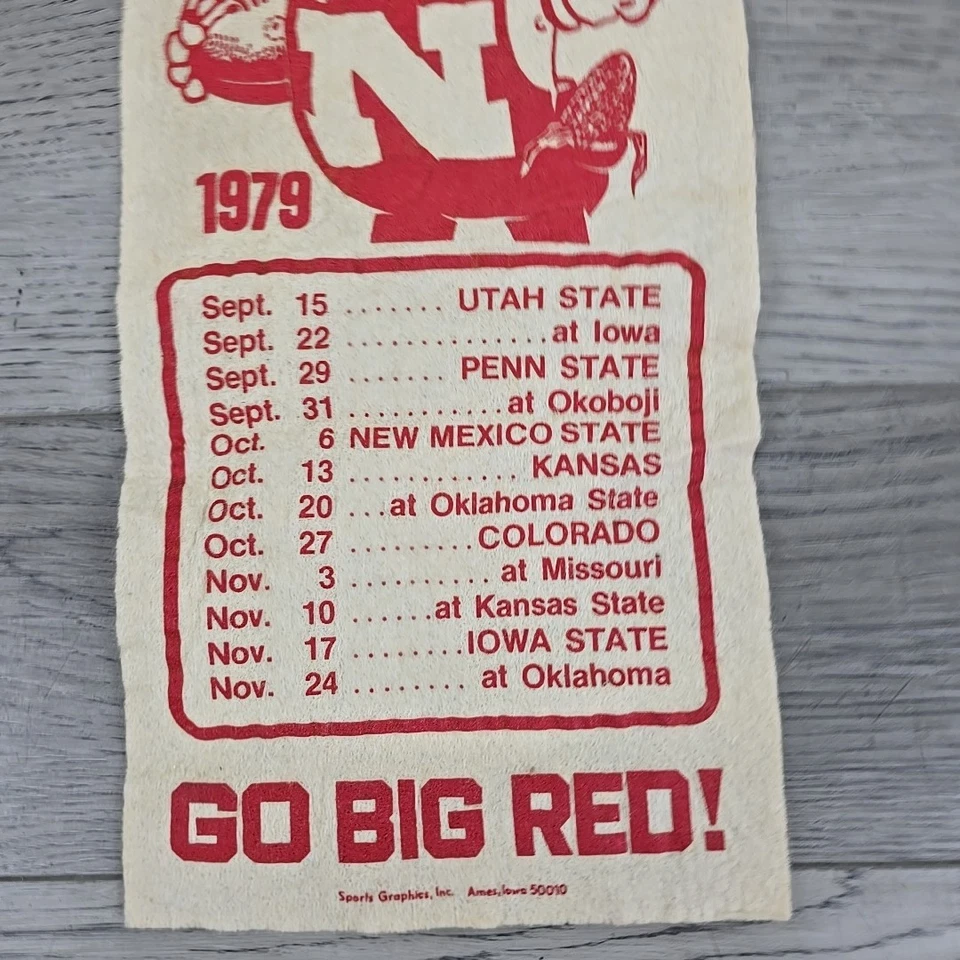 N
1979
Sept. 15 ....... UTAH STATE
Sept. 22 ............... at Iowa
Sept. 29 ....... PENN STATE
Sept. 31 ........... at Okoboji
Oct. 6 NEW MEXICO STATE
Oct. 13 ............. KANSAS
Oct. 20 ... at Oklahoma State
Oct. 27 ......... COLORADO
Nov. 3 .......... at Missouri
Nov. 10 ...... at Kansas State
Nov. 17 ........ IOWA STATE
Nov. 24 ........ at Oklahoma
GO BIG RED!
Sports Graphics, Inc. Ames, Iowa 50010